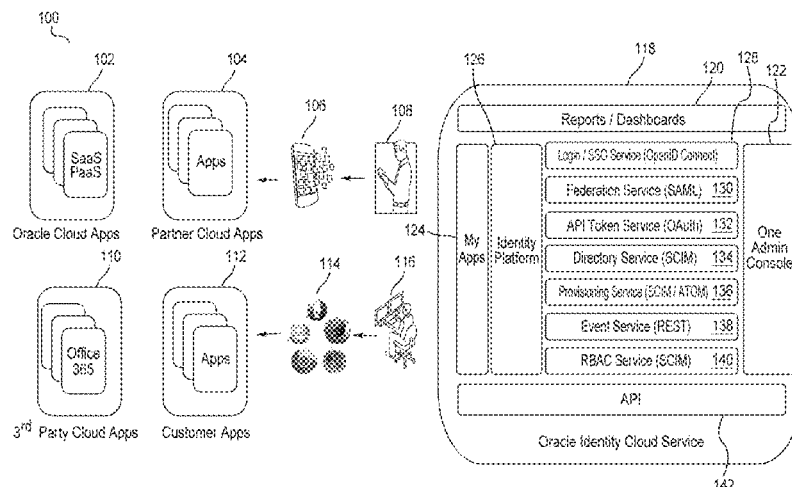 100
102
104
106
108
126
118
120
128
122
Reports / Dashboards
SaaS
PaaS
Apps
Oracle Cloud Apps
Partner Cloud Apps
124
My
Apps
Identity
Platform
Login / SSO Service (OpenID Connect)
Federation Service (SAML) 130
API Token Service (OAuth) 132
Directory Service (SCIM) 134
Provisioning Service (SCIM / ATOM) 136
Event Service (REST) 138
RBAC Service (SCIM) 140
One
Admin
Console
110
112
114
116
Office
365
Apps
3rd Party Cloud Apps
Customer Apps
API
Oracle Identity Cloud Service
142